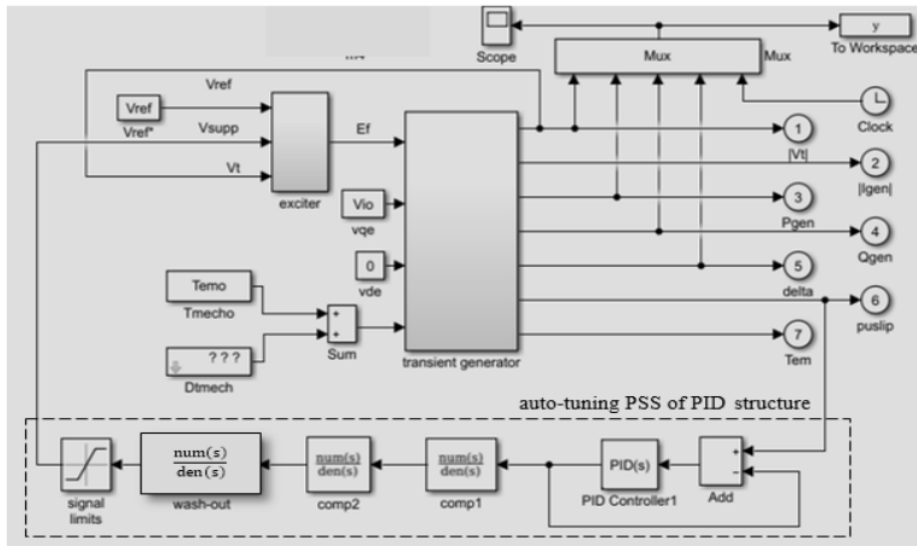 y
Scope
Mux
Mux
To Workspace
Vref
Vref
Vref*
Vsupp
Ef
Clock
1
|Vt|
Vt
2
|Igen|
exciter
Vio
vqe
3
Pgen
4
Qgen
0
vde
5
delta
Temo
Tmecho
+
+
Sum
6
puslip
? ? ?
Dtmech
transient generator
7
Tem
auto-tuning PSS of PID structure
signal
limits
num(s)
den(s)
wash-out
num(s)
den(s)
comp2
num(s)
den(s)
comp1
PID(s)
PID Controller1
+
−
Add